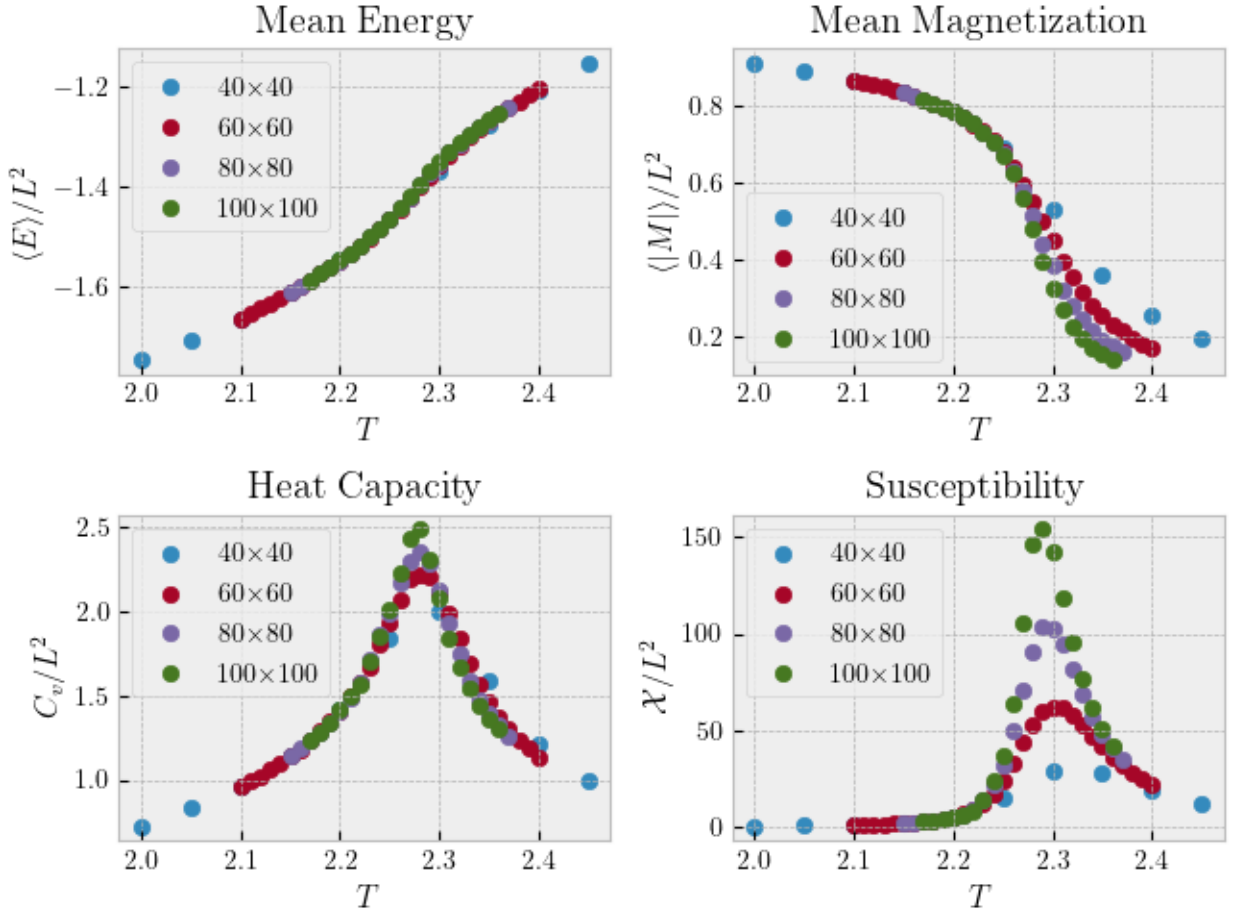 Mean Energy
⟨E⟩/L²
−1.2
−1.4
−1.6
40×40
60×60
80×80
100×100
2.0 2.1 2.2 2.3 2.4
T
Mean Magnetization
⟨|M|⟩/L²
0.8
0.6
0.4
0.2
40×40
60×60
80×80
100×100
2.0 2.1 2.2 2.3 2.4
T
Heat Capacity
C_v/L²
2.5
2.0
1.5
1.0
40×40
60×60
80×80
100×100
2.0 2.1 2.2 2.3 2.4
T
Susceptibility
𝒳/L²
150
100
50
0
40×40
60×60
80×80
100×100
2.0 2.1 2.2 2.3 2.4
T